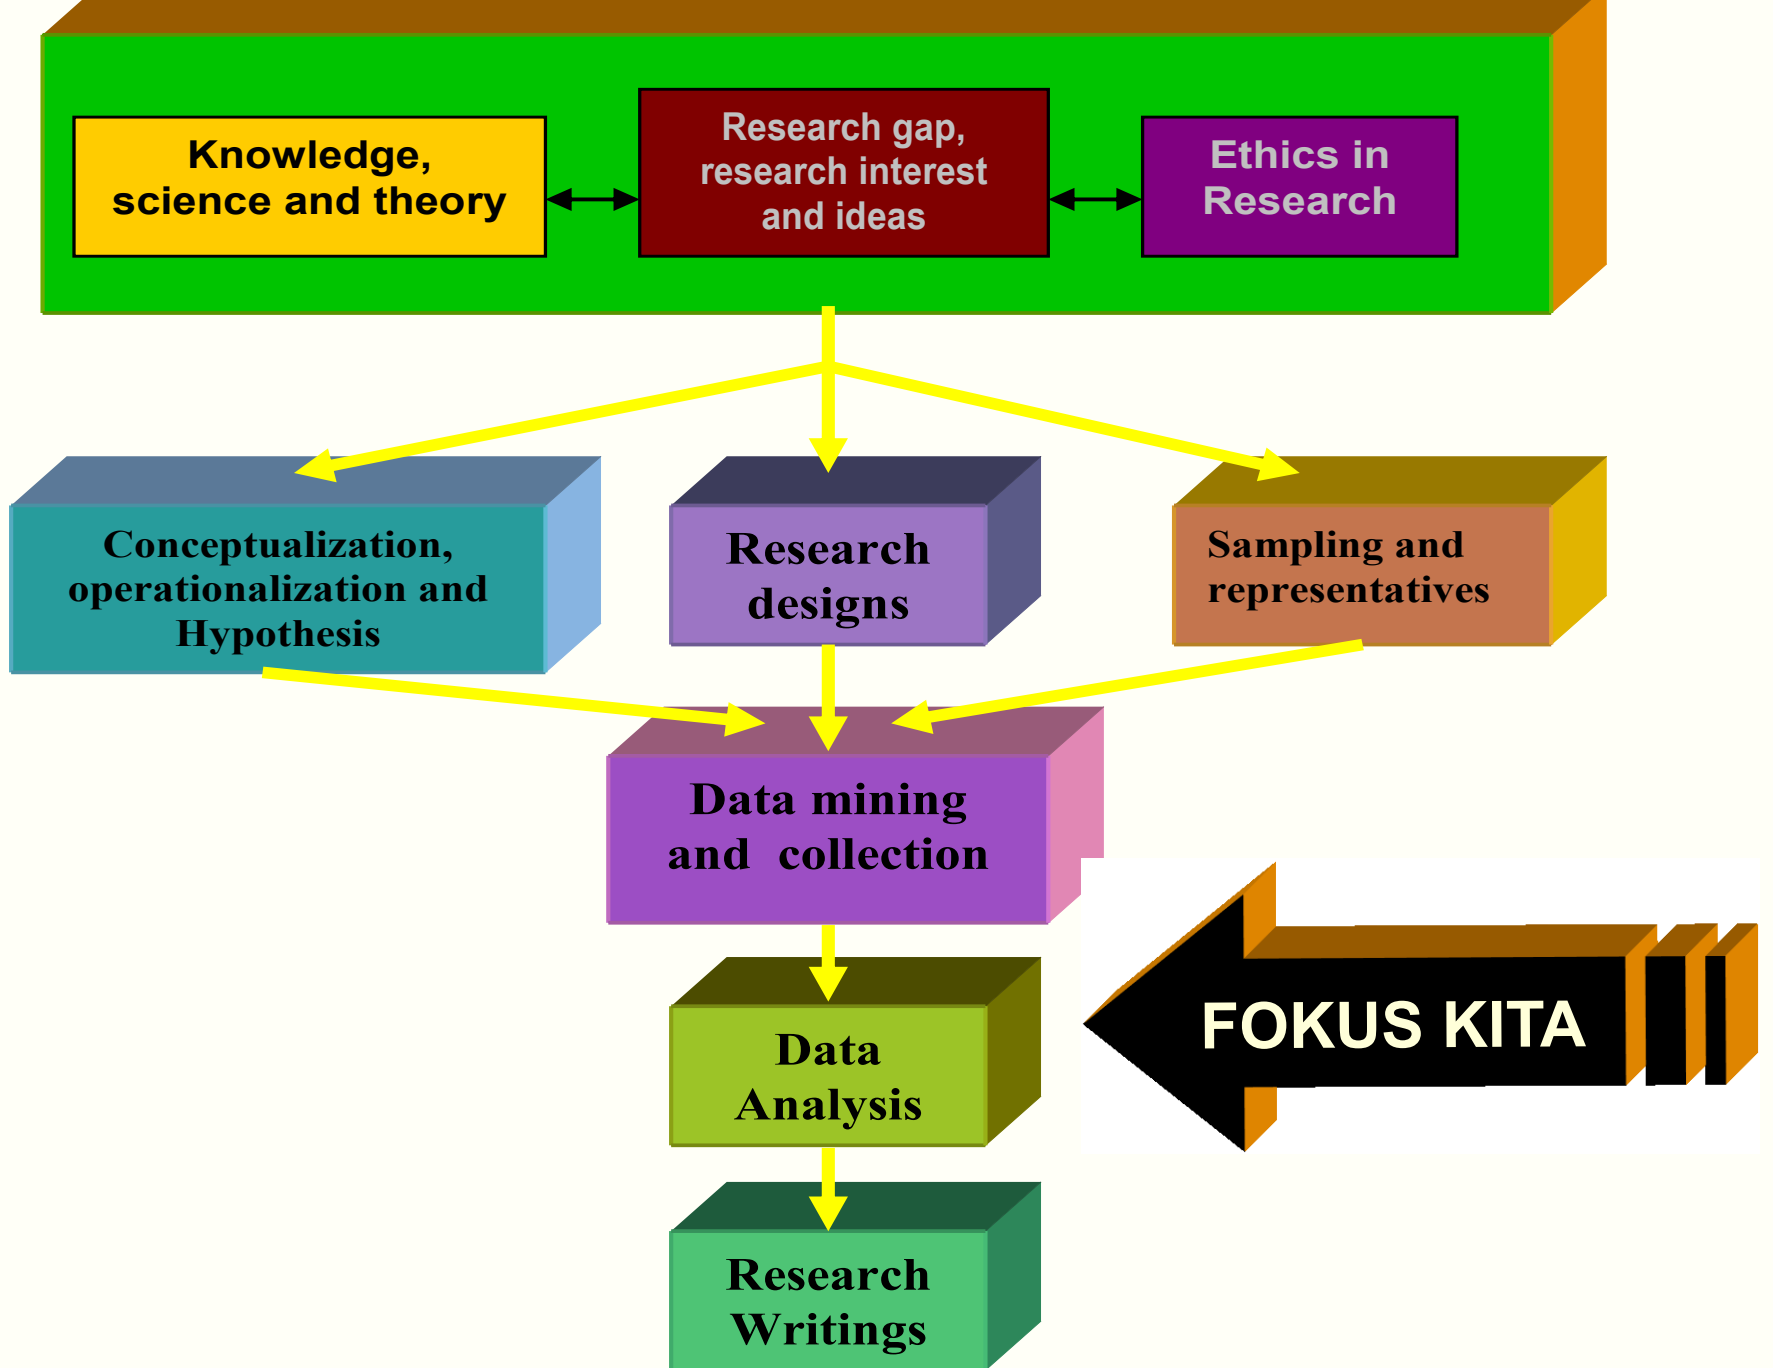 Knowledge,
science and theory
Research gap,
research interest
and ideas
Ethics in
Research
Conceptualization,
operationalization and
Hypothesis
Research
designs
Sampling and
representatives
Data mining
and collection
FOKUS KITA
Data
Analysis
Research
Writings